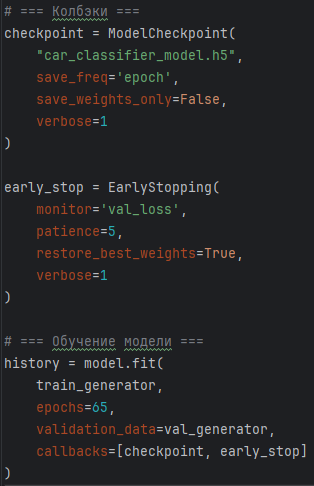 # === Колбэки ===
checkpoint = ModelCheckpoint(
    "car_classifier_model.h5",
    save_freq='epoch',
    save_weights_only=False,
    verbose=1
)

early_stop = EarlyStopping(
    monitor='val_loss',
    patience=5,
    restore_best_weights=True,
    verbose=1
)

# === Обучение модели ===
history = model.fit(
    train_generator,
    epochs=65,
    validation_data=val_generator,
    callbacks=[checkpoint, early_stop]
)